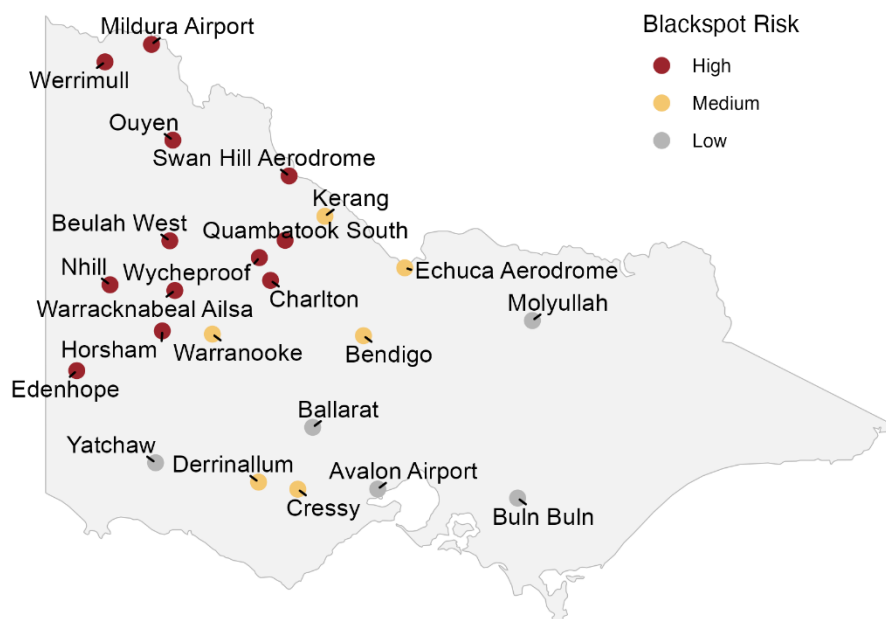 Blackspot Risk
High
Medium
Low
Mildura Airport
Werrimull
Ouyen
Swan Hill Aerodrome
Kerang
Beulah West
Quambatook South
Nhill
Wycheproof
Echuca Aerodrome
Charlton
Molyullah
Warracknabeal Ailsa
Horsham
Warranooke
Bendigo
Edenhope
Ballarat
Yatchaw
Derrinallum
Avalon Airport
Cressy
Buln Buln